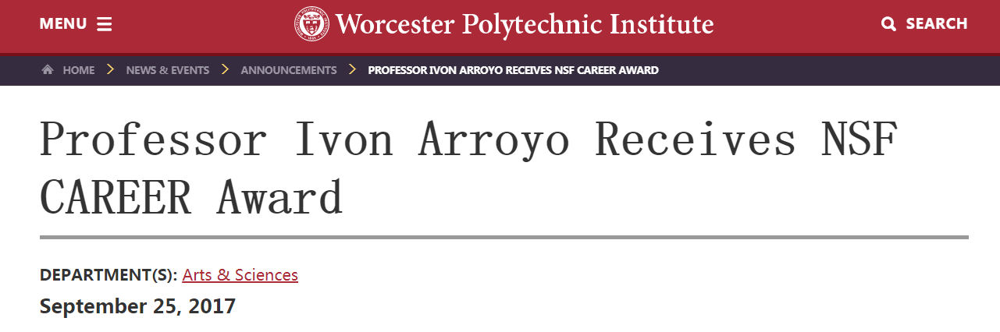 MENU
Worcester Polytechnic Institute
SEARCH
HOME > NEWS & EVENTS > ANNOUNCEMENTS > PROFESSOR IVON ARROYO RECEIVES NSF CAREER AWARD
Professor Ivon Arroyo Receives NSF
CAREER Award
DEPARTMENT(S): Arts & Sciences
September 25, 2017